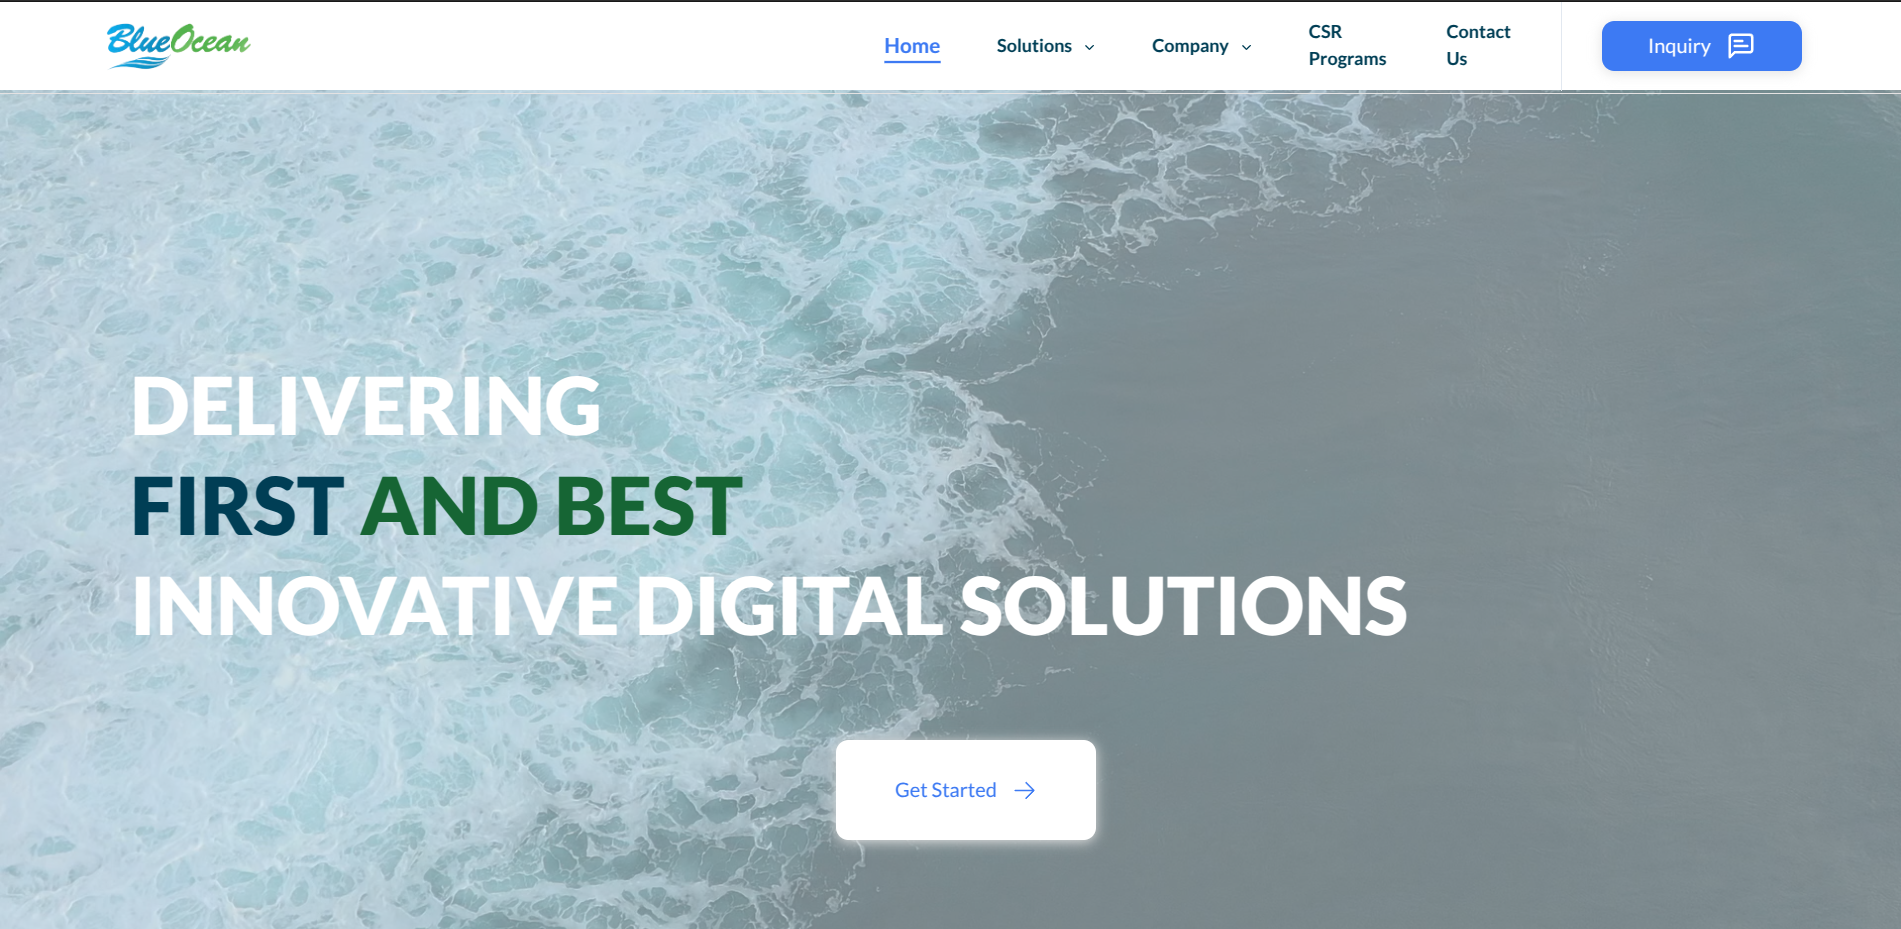 BlueOcean
Home
Solutions
Company
CSR
Programs
Contact
Us
Inquiry
DELIVERING
FIRST AND BEST
INNOVATIVE DIGITAL SOLUTIONS
Get Started